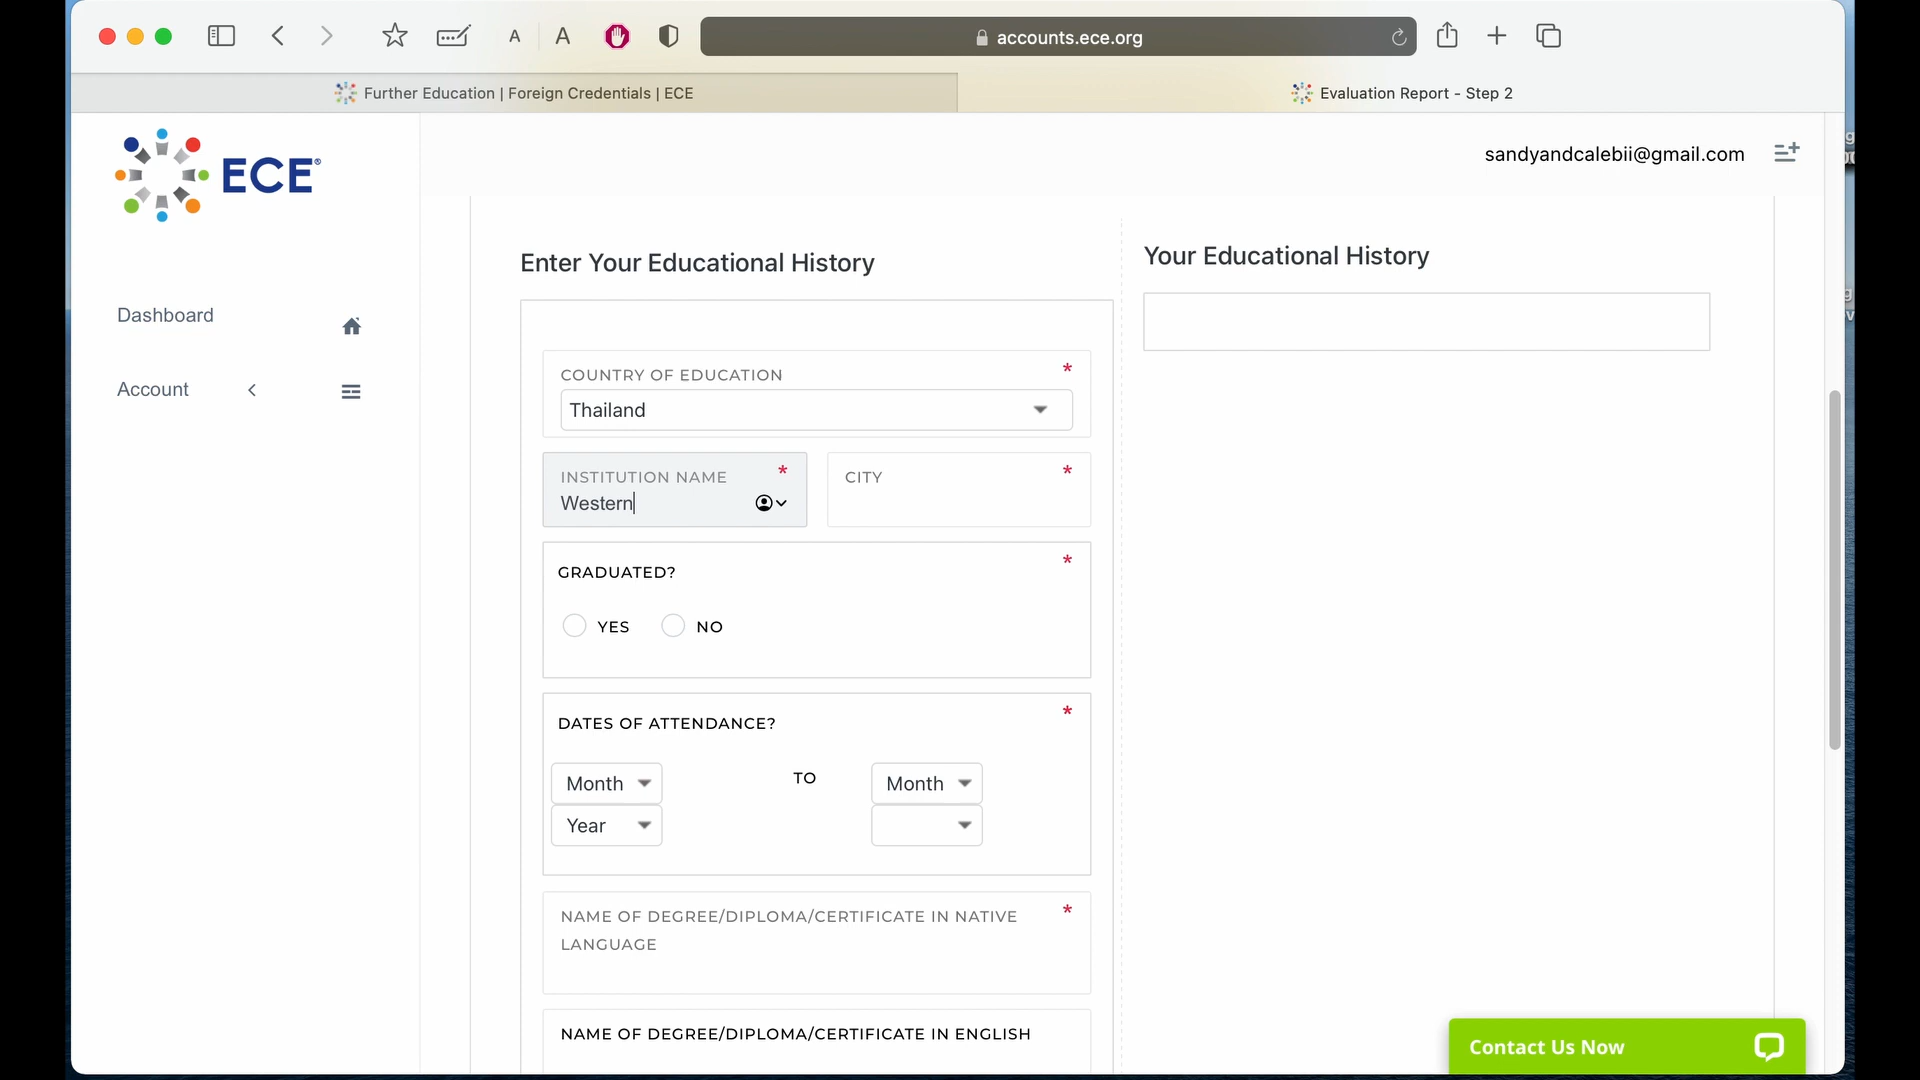 A A accounts.ece.org
Further Education | Foreign Credentials | ECE
Evaluation Report - Step 2
ECE®
sandyandcalebii@gmail.com
Dashboard
Account
Enter Your Educational History
Your Educational History
COUNTRY OF EDUCATION *
Thailand
INSTITUTION NAME *
Western
CITY *
GRADUATED? *
YES NO
DATES OF ATTENDANCE? *
Month TO Month
Year
NAME OF DEGREE/DIPLOMA/CERTIFICATE IN NATIVE *
LANGUAGE
NAME OF DEGREE/DIPLOMA/CERTIFICATE IN ENGLISH
Contact Us Now